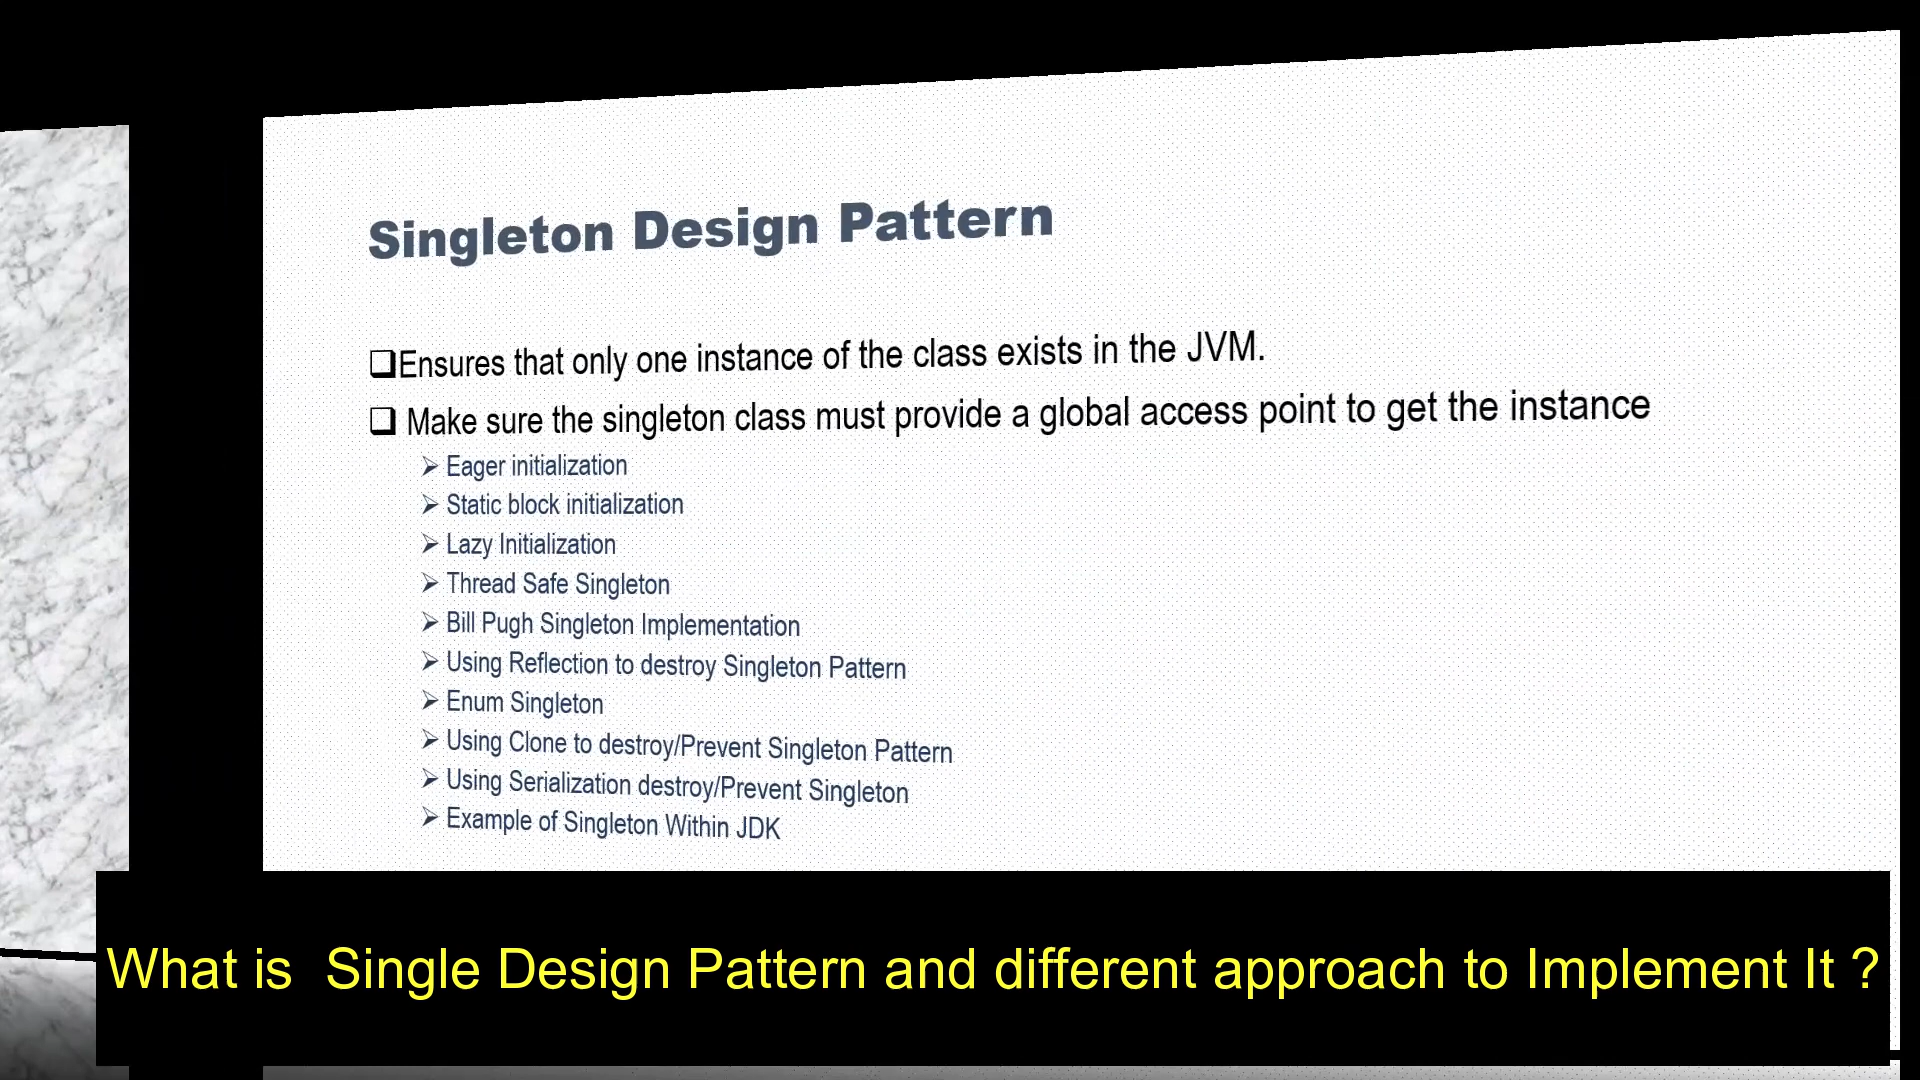 Singleton Design Pattern
Ensures that only one instance of the class exists in the JVM.
Make sure the singleton class must provide a global access point to get the instance
Eager initialization
Static block initialization
Lazy Initialization
Thread Safe Singleton
Bill Pugh Singleton Implementation
Using Reflection to destroy Singleton Pattern
Enum Singleton
Using Clone to destroy/Prevent Singleton Pattern
Using Serialization destroy/Prevent Singleton
Example of Singleton Within JDK
What is Single Design Pattern and different approach to Implement It ?